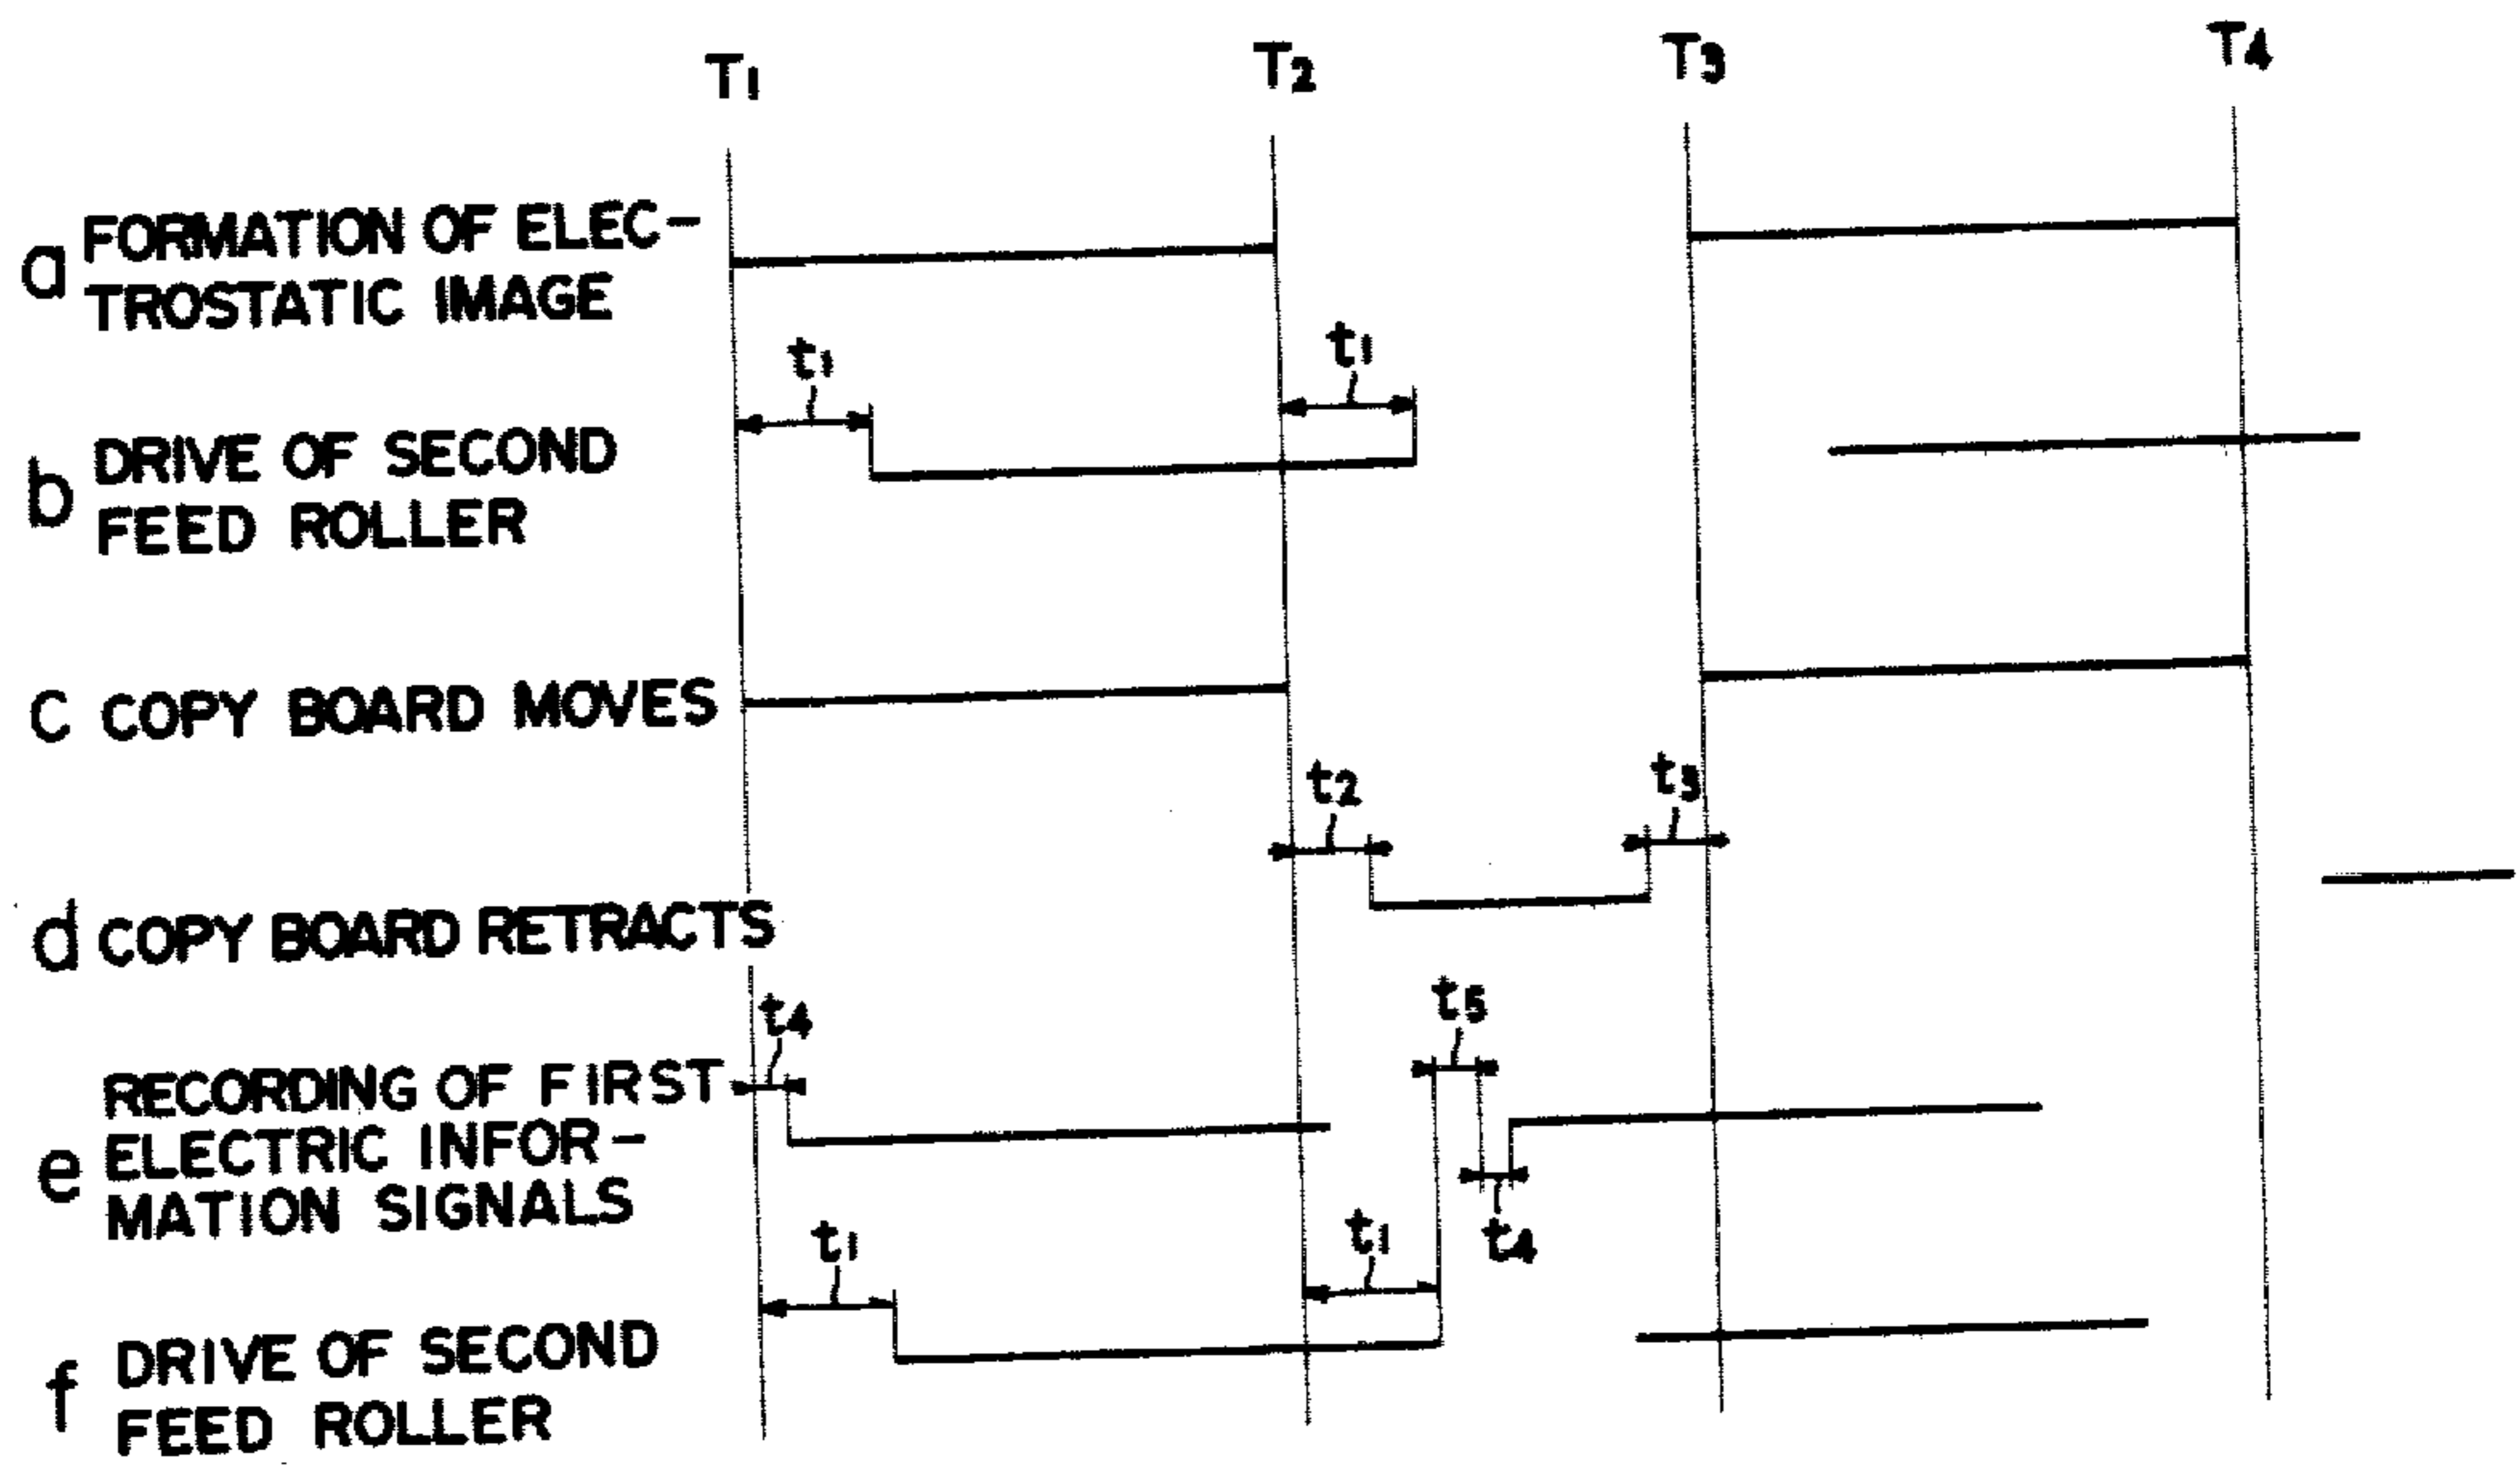 T1 T2 T3 T4
a FORMATION OF ELEC-
TROSTATIC IMAGE
t1 t1
b DRIVE OF SECOND
FEED ROLLER
c COPY BOARD MOVES
t2 t3
d COPY BOARD RETRACTS
t4 t5
RECORDING OF FIRST
e ELECTRIC INFOR-
MATION SIGNALS
t1 t1 t4
f DRIVE OF SECOND
FEED ROLLER